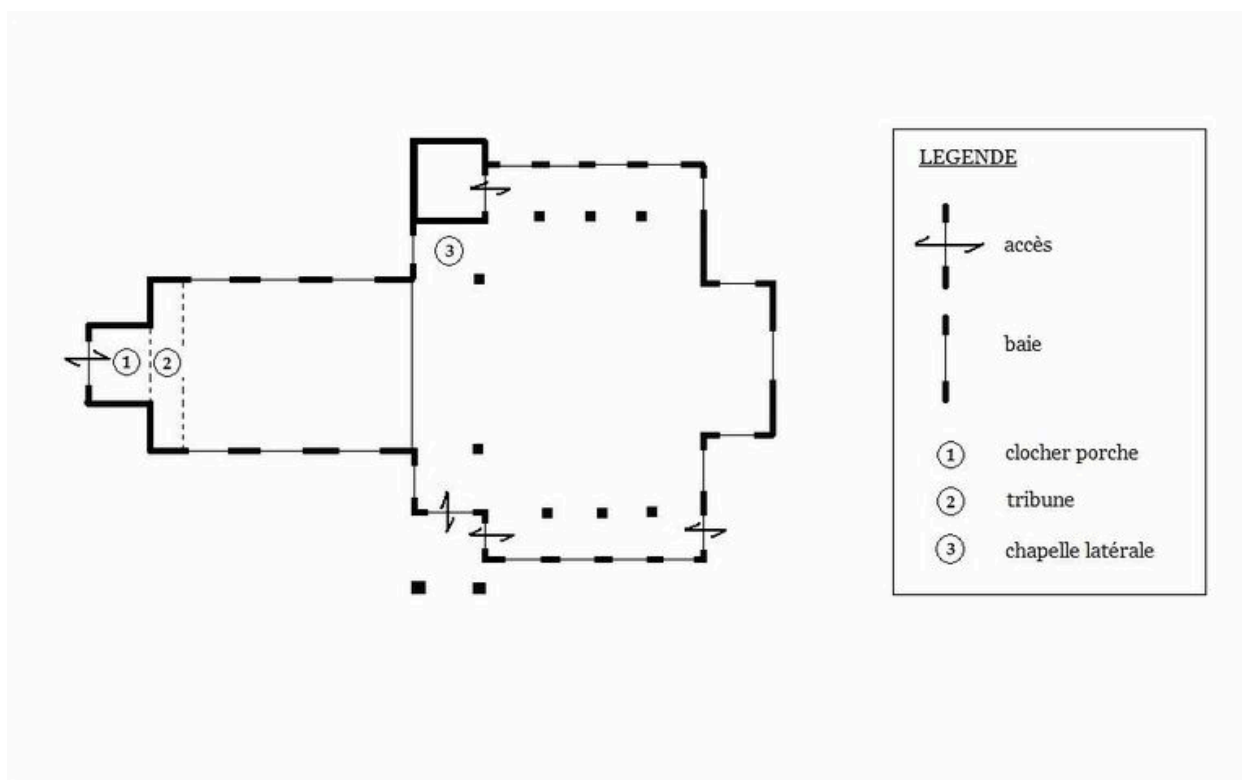 LEGENDE
accès
baie
1 clocher porche
2 tribune
3 chapelle latérale
3
1 2